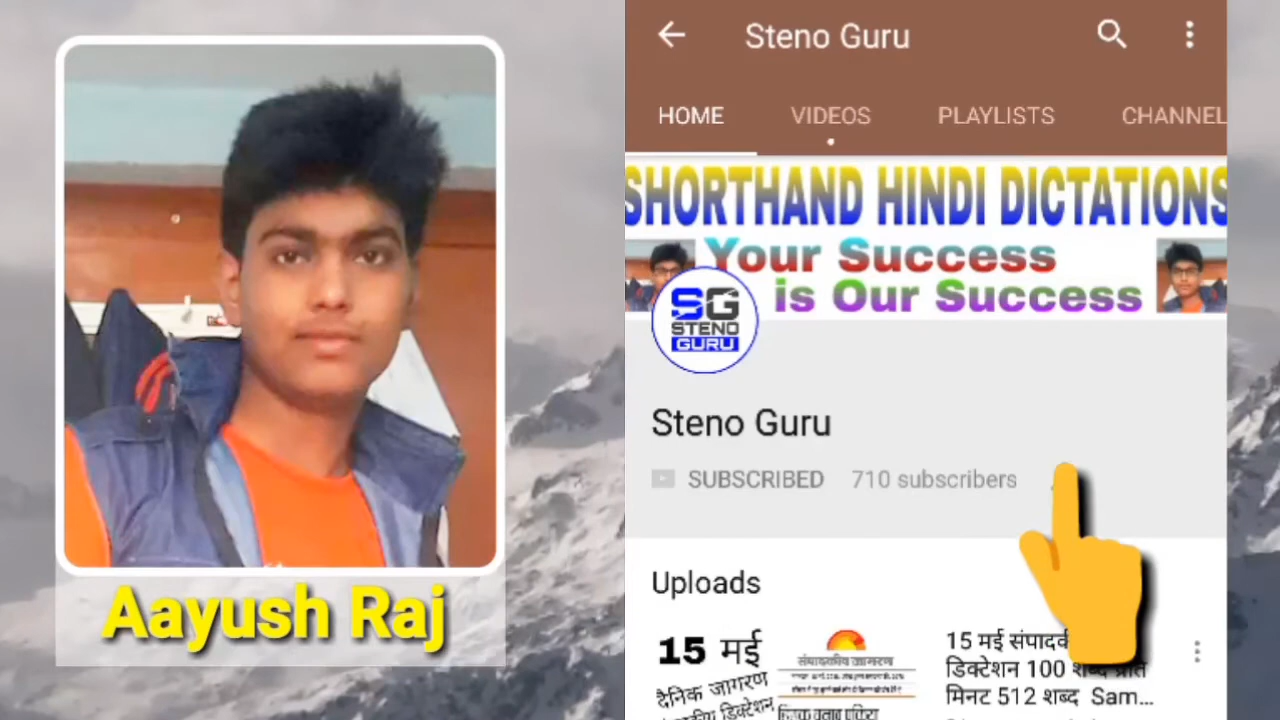 Aayush Raj
Steno Guru
HOME VIDEOS PLAYLISTS CHANNEL
SHORTHAND HINDI DICTATIONS
Your Success
is Our Success
SG
STENO
GURU
Steno Guru
SUBSCRIBED 710 subscribers
Uploads
15 मई
दैनिक जागरण
डिक्टेशन
संपादकीय जागरण
15 मई संपादकी
डिक्टेशन 100 शब्द प्रति
मिनट 512 शब्द Sam...